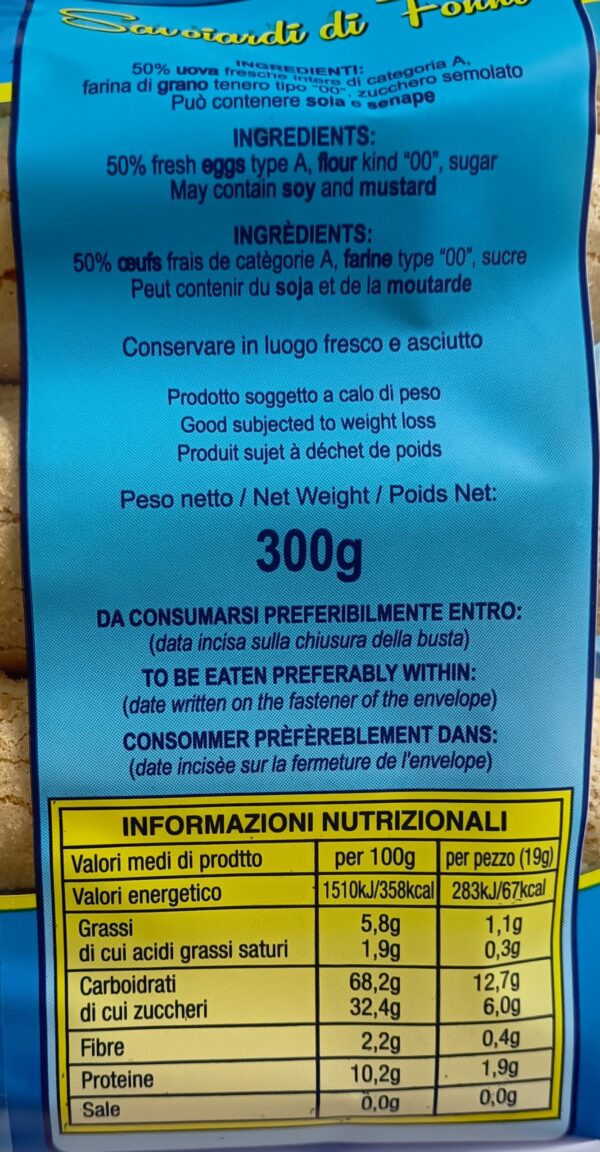 Savoiardi di Fonni
INGREDIENTI:
50% uova fresche intere di categoria A,
farina di grano tenero tipo "00", zucchero semolato
Può contenere soia e senape
INGREDIENTS:
50% fresh eggs type A, flour kind "00", sugar
May contain soy and mustard
INGRÈDIENTS:
50% œufs frais de catègorie A, farine type "00", sucre
Peut contenir du soja et de la moutarde
Conservare in luogo fresco e asciutto
Prodotto soggetto a calo di peso
Good subjected to weight loss
Produit sujet à déchet de poids
Peso netto / Net Weight / Poids Net:
300g
DA CONSUMARSI PREFERIBILMENTE ENTRO:
(data incisa sulla chiusura della busta)
TO BE EATEN PREFERABLY WITHIN:
(date written on the fastener of the envelope)
CONSOMMER PRÈFÈREBLEMENT DANS:
(date incisèe sur la fermeture de l'envelope)
INFORMAZIONI NUTRIZIONALI
Valori medi di prodtto per 100g per pezzo (19g)
Valori energetico 1510kJ/358kcal 283kJ/67kcal
Grassi 5,8g 1,1g
di cui acidi grassi saturi 1,9g 0,3g
Carboidrati 68,2g 12,7g
di cui zuccheri 32,4g 6,0g
Fibre 2,2g 0,4g
Proteine 10,2g 1,9g
Sale 0,0g 0,0g